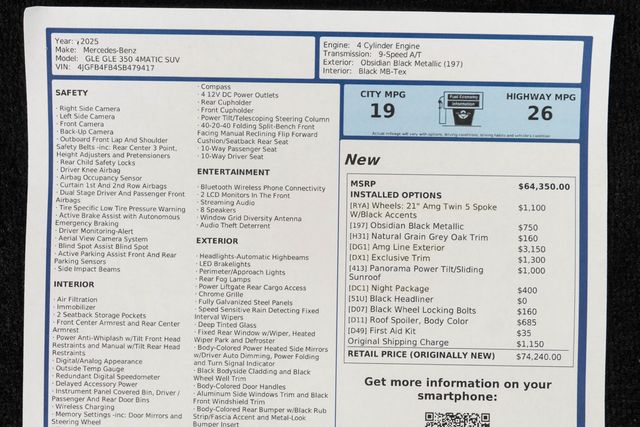 Year: 2025
Make: Mercedes-Benz
Model: GLE GLE 350 4MATIC SUV
VIN: 4JGFB4FB4SB479417
Engine: 4 Cylinder Engine
Transmission: 9-Speed A/T
Exterior: Obsidian Black Metallic (197)
Interior: Black MB-Tex
SAFETY
· Right Side Camera
· Left Side Camera
· Front Camera
· Back-Up Camera
· Outboard Front Lap And Shoulder
Safety Belts -inc: Rear Center 3 Point,
Height Adjusters and Pretensioners
· Rear Child Safety Locks
· Driver Knee Airbag
· Airbag Occupancy Sensor
· Curtain 1st And 2nd Row Airbags
· Dual Stage Driver And Passenger Front
Airbags
· Tire Specific Low Tire Pressure Warning
· Active Brake Assist with Autonomous
Emergency Braking
· Driver Monitoring-Alert
· Aerial View Camera System
· Blind Spot Assist Blind Spot
· Active Parking Assist Front And Rear
Parking Sensors
· Side Impact Beams
INTERIOR
· Air Filtration
· Immobilizer
· 2 Seatback Storage Pockets
· Front Center Armrest and Rear Center
Armrest
· Power Anti-Whiplash w/Tilt Front Head
Restraints and Manual w/Tilt Rear Head
Restraints
· Digital/Analog Appearance
· Outside Temp Gauge
· Redundant Digital Speedometer
· Delayed Accessory Power
· Instrument Panel Covered Bin, Driver /
Passenger And Rear Door Bins
· Wireless Charging
· Memory Settings -inc: Door Mirrors and
Steering Wheel
· Compass
· 4 12V DC Power Outlets
· Rear Cupholder
· Front Cupholder
· Power Tilt/Telescoping Steering Column
· 40-20-40 Folding Split-Bench Front
Facing Manual Reclining Flip Forward
Cushion/Seatback Rear Seat
· 10-Way Passenger Seat
· 10-Way Driver Seat
ENTERTAINMENT
· Bluetooth Wireless Phone Connectivity
· 2 LCD Monitors In The Front
· Streaming Audio
· 8 Speakers
· Window Grid Diversity Antenna
· Audio Theft Deterrent
EXTERIOR
· Headlights-Automatic Highbeams
· LED Brakelights
· Perimeter/Approach Lights
· Rear Fog Lamps
· Power Liftgate Rear Cargo Access
· Chrome Grille
· Fully Galvanized Steel Panels
· Speed Sensitive Rain Detecting Fixed
Interval Wipers
· Deep Tinted Glass
· Fixed Rear Window w/Wiper, Heated
Wiper Park and Defroster
· Body-Colored Power Heated Side Mirrors
w/Driver Auto Dimming, Power Folding
and Turn Signal Indicator
· Black Bodyside Cladding and Black
Wheel Well Trim
· Body-Colored Door Handles
· Aluminum Side Windows Trim and Black
Front Windshield Trim
· Body-Colored Rear Bumper w/Black Rub
Strip/Fascia Accent and Metal-Look
Bumper Insert
CITY MPG
19
Fuel Economy
Information
HIGHWAY MPG
26
Actual mileage will vary with options, driving conditions, driving habits and vehicle's condition
New
MSRP $64,350.00
INSTALLED OPTIONS
[RYA] Wheels: 21" Amg Twin 5 Spoke $1,100
W/Black Accents
[197] Obsidian Black Metallic $750
[H31] Natural Grain Grey Oak Trim $160
[DG1] Amg Line Exterior $3,150
[DX1] Exclusive Trim $1,300
[413] Panorama Power Tilt/Sliding $1,000
Sunroof
[DC1] Night Package $400
[51U] Black Headliner $0
[D07] Black Wheel Locking Bolts $160
[D11] Roof Spoiler, Body Color $685
[D49] First Aid Kit $35
Original Shipping Charge $1,150
RETAIL PRICE (ORIGINALLY NEW) $74,240.00
Get more information on your
smartphone: